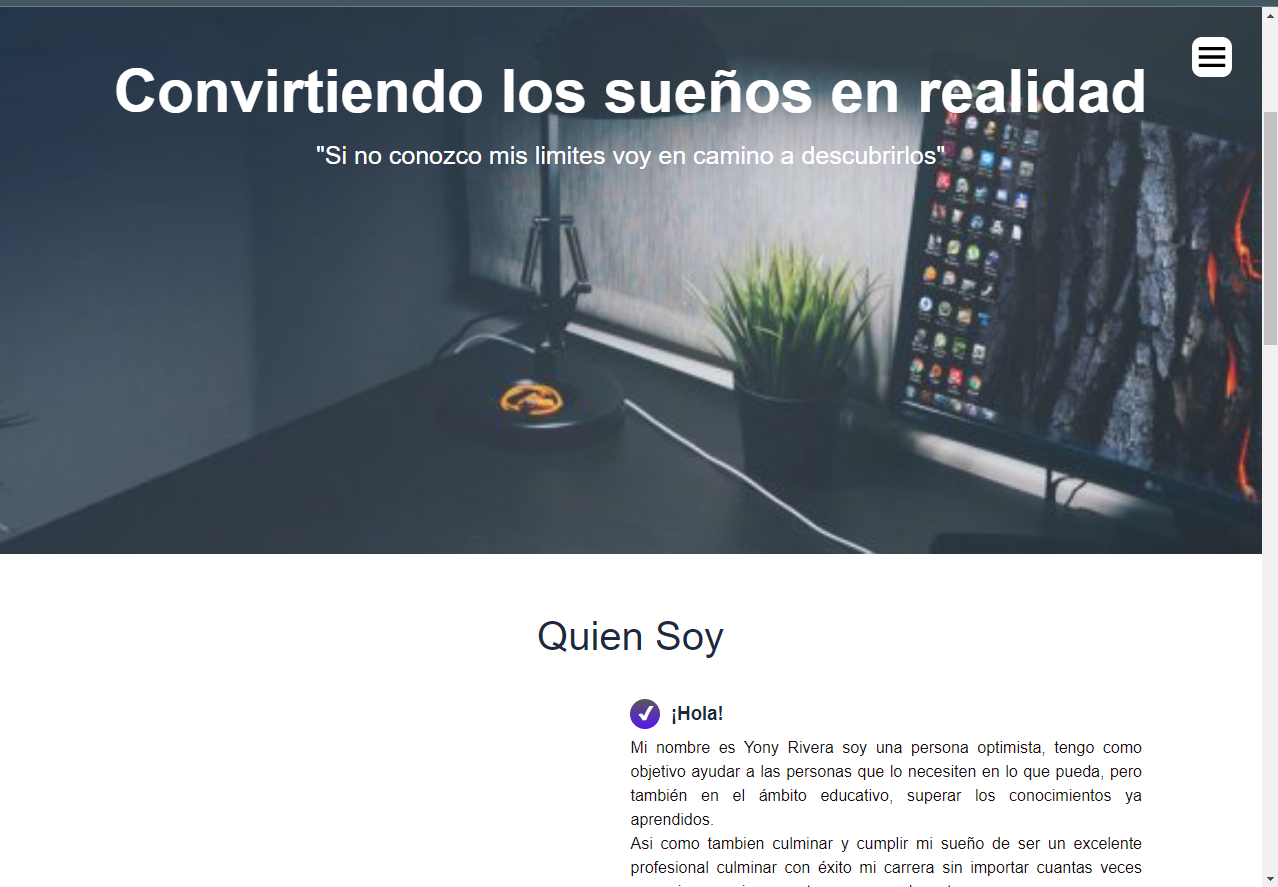 Convirtiendo los sueños en realidad
"Si no conozco mis limites voy en camino a descubrirlos"
Quien Soy
¡Hola!
Mi nombre es Yony Rivera soy una persona optimista, tengo como
objetivo ayudar a las personas que lo necesiten en lo que pueda, pero
también en el ámbito educativo, superar los conocimientos ya
aprendidos.
Asi como tambien culminar y cumplir mi sueño de ser un excelente
profesional culminar con éxito mi carrera sin importar cuantas veces